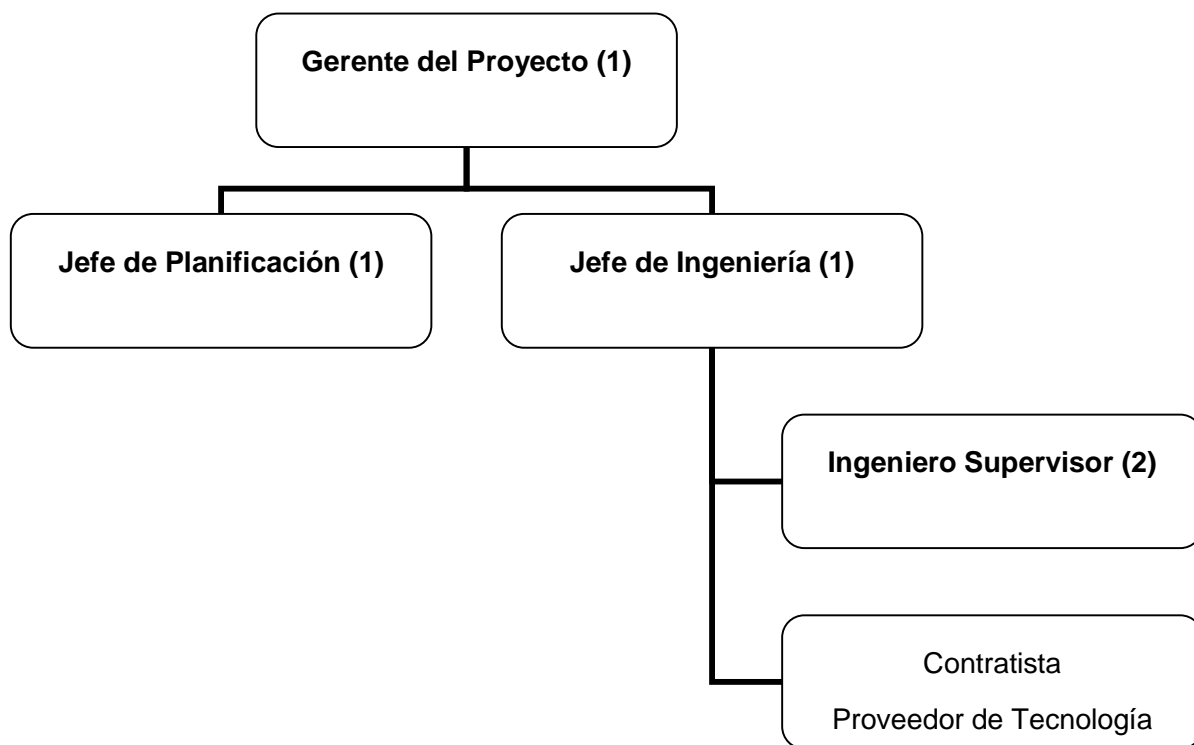 Gerente del Proyecto (1)
Jefe de Planificación (1)
Jefe de Ingeniería (1)
Ingeniero Supervisor (2)
Contratista
Proveedor de Tecnología